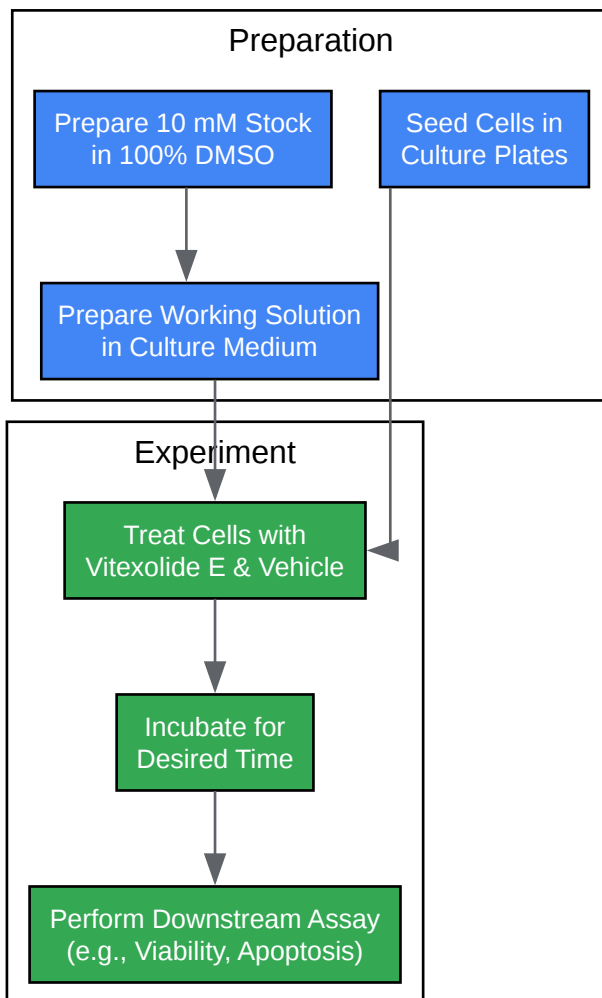 Preparation
Prepare 10 mM Stock
in 100% DMSO
Seed Cells in
Culture Plates
Prepare Working Solution
in Culture Medium
Experiment
Treat Cells with
Vitexolide E & Vehicle
Incubate for
Desired Time
Perform Downstream Assay
(e.g., Viability, Apoptosis)